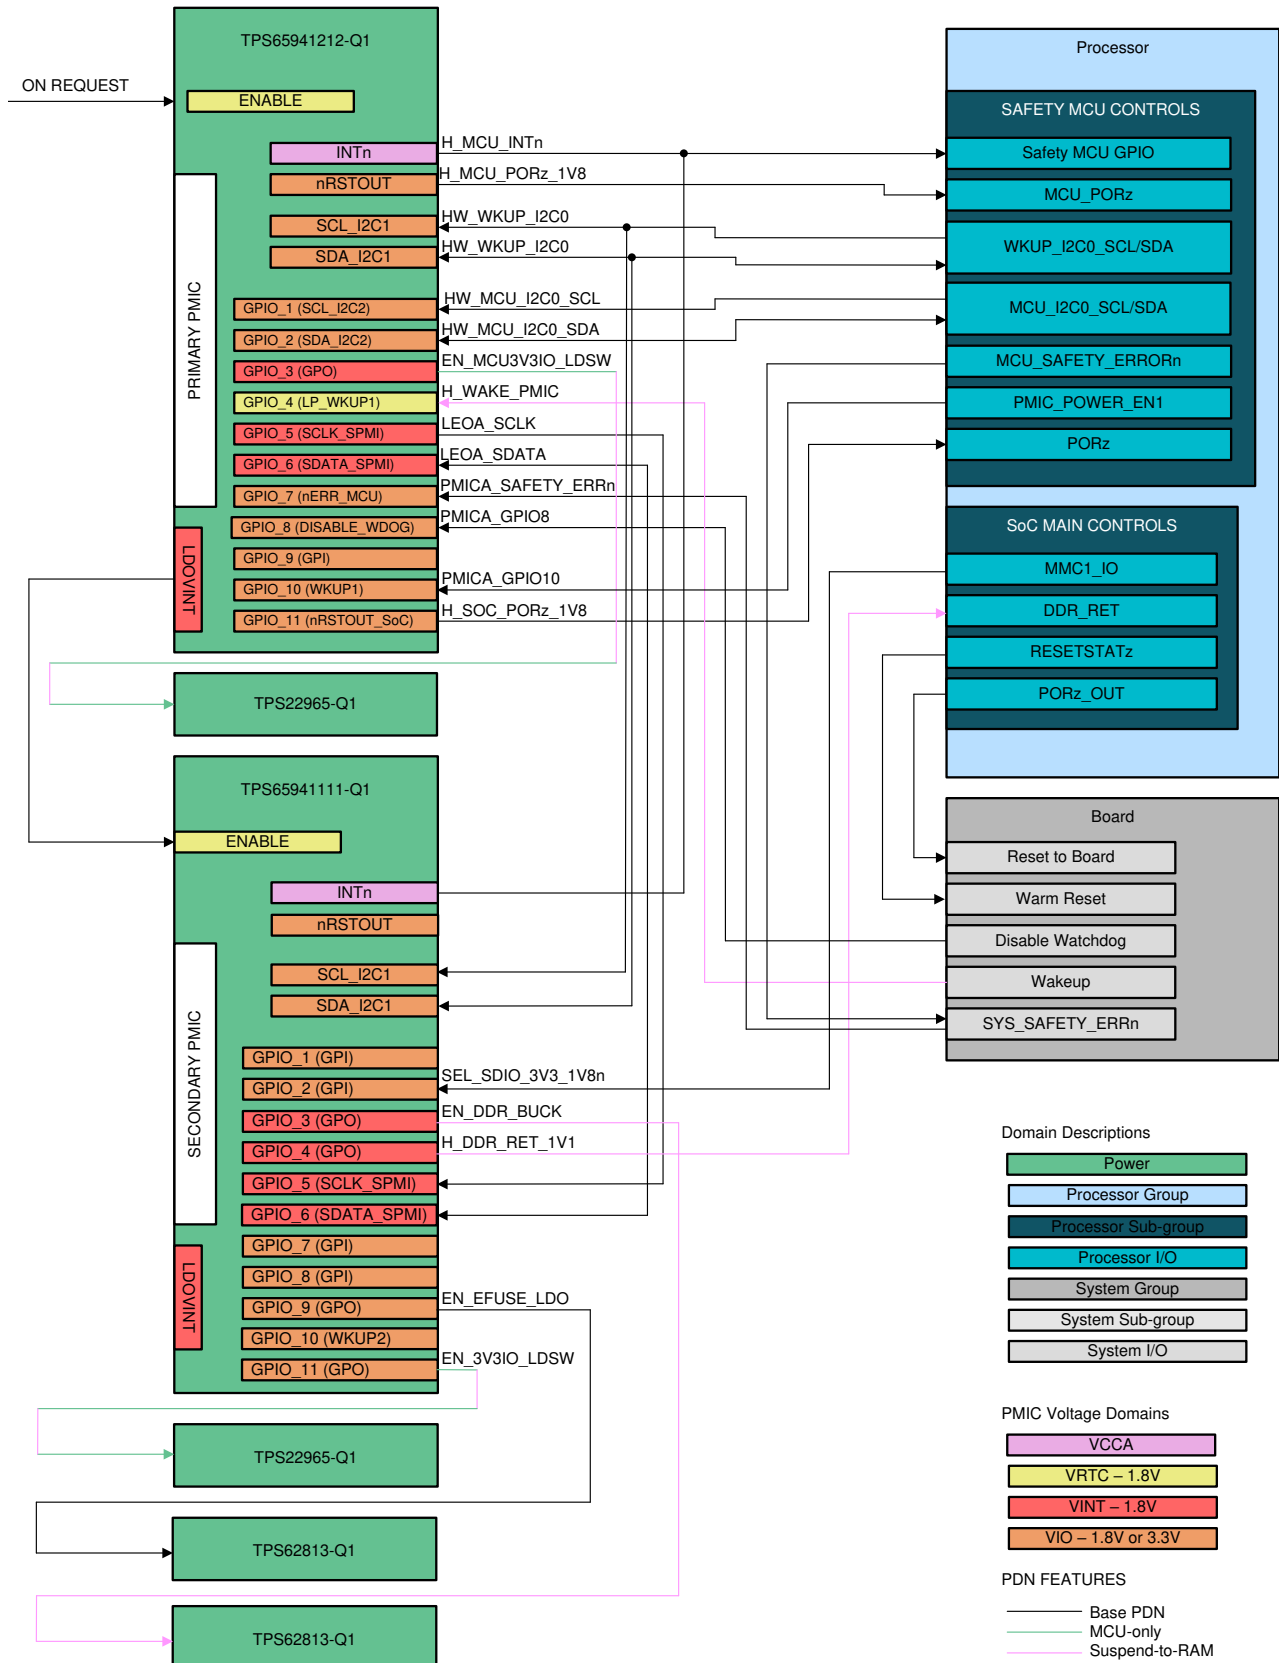 TPS65941212-Q1
ON REQUEST
ENABLE
INTn
nRSTOUT
SCL_I2C1
SDA_I2C1
PRIMARY PMIC
GPIO_1 (SCL_I2C2)
GPIO_2 (SDA_I2C2)
GPIO_3 (GPO)
GPIO_4 (LP_WKUP1)
GPIO_5 (SCLK_SPMI)
GPIO_6 (SDATA_SPMI)
GPIO_7 (nERR_MCU)
GPIO_8 (DISABLE_WDOG)
GPIO_9 (GPI)
GPIO_10 (WKUP1)
GPIO_11 (nRSTOUT_SoC)
LDOVINT
H_MCU_INTn
H_MCU_PORz_1V8
HW_WKUP_I2C0
HW_WKUP_I2C0
HW_MCU_I2C0_SCL
HW_MCU_I2C0_SDA
EN_MCU3V3IO_LDSW
H_WAKE_PMIC
LEOA_SCLK
LEOA_SDATA
PMICA_SAFETY_ERRn
PMICA_GPIO8
PMICA_GPIO10
H_SOC_PORz_1V8
TPS22965-Q1
TPS65941111-Q1
ENABLE
INTn
nRSTOUT
SCL_I2C1
SDA_I2C1
SECONDARY PMIC
GPIO_1 (GPI)
GPIO_2 (GPI)
GPIO_3 (GPO)
GPIO_4 (GPO)
GPIO_5 (SCLK_SPMI)
GPIO_6 (SDATA_SPMI)
GPIO_7 (GPI)
GPIO_8 (GPI)
GPIO_9 (GPO)
GPIO_10 (WKUP2)
GPIO_11 (GPO)
LDOVINT
SEL_SDIO_3V3_1V8n
EN_DDR_BUCK
H_DDR_RET_1V1
EN_EFUSE_LDO
EN_3V3IO_LDSW
TPS22965-Q1
TPS62813-Q1
TPS62813-Q1
Processor
SAFETY MCU CONTROLS
Safety MCU GPIO
MCU_PORz
WKUP_I2C0_SCL/SDA
MCU_I2C0_SCL/SDA
MCU_SAFETY_ERRORn
PMIC_POWER_EN1
PORz
SoC MAIN CONTROLS
MMC1_IO
DDR_RET
RESETSTATz
PORz_OUT
Board
Reset to Board
Warm Reset
Disable Watchdog
Wakeup
SYS_SAFETY_ERRn
Domain Descriptions
Power
Processor Group
Processor Sub-group
Processor I/O
System Group
System Sub-group
System I/O
PMIC Voltage Domains
VCCA
VRTC – 1.8V
VINT – 1.8V
VIO – 1.8V or 3.3V
PDN FEATURES
Base PDN
MCU-only
Suspend-to-RAM